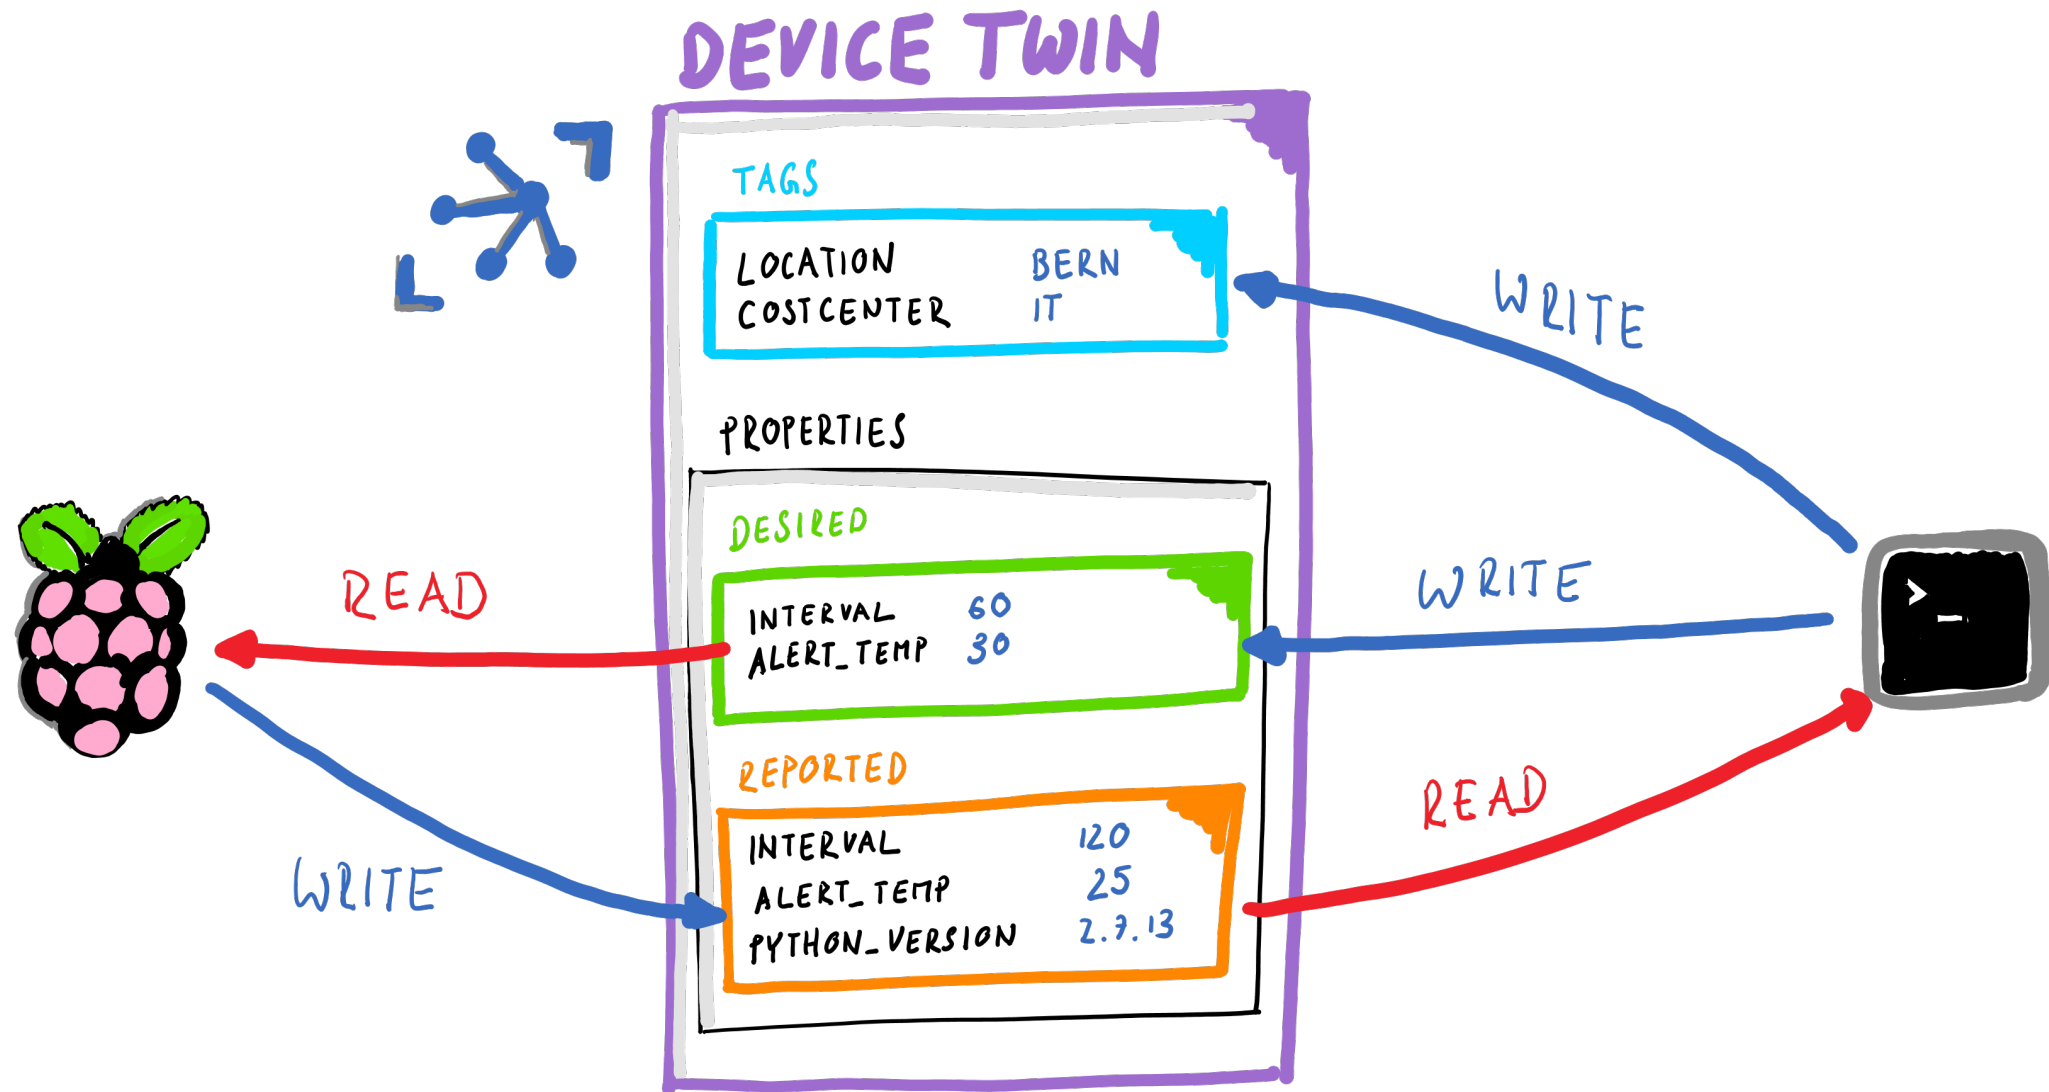 DEVICE TWIN
TAGS
LOCATION BERN
COSTCENTER IT
WRITE
PROPERTIES
DESIRED
INTERVAL 60
ALERT_TEMP 30
READ
WRITE
REPORTED
INTERVAL 120
ALERT_TEMP 25
PYTHON_VERSION 2.7.13
WRITE
READ
>_